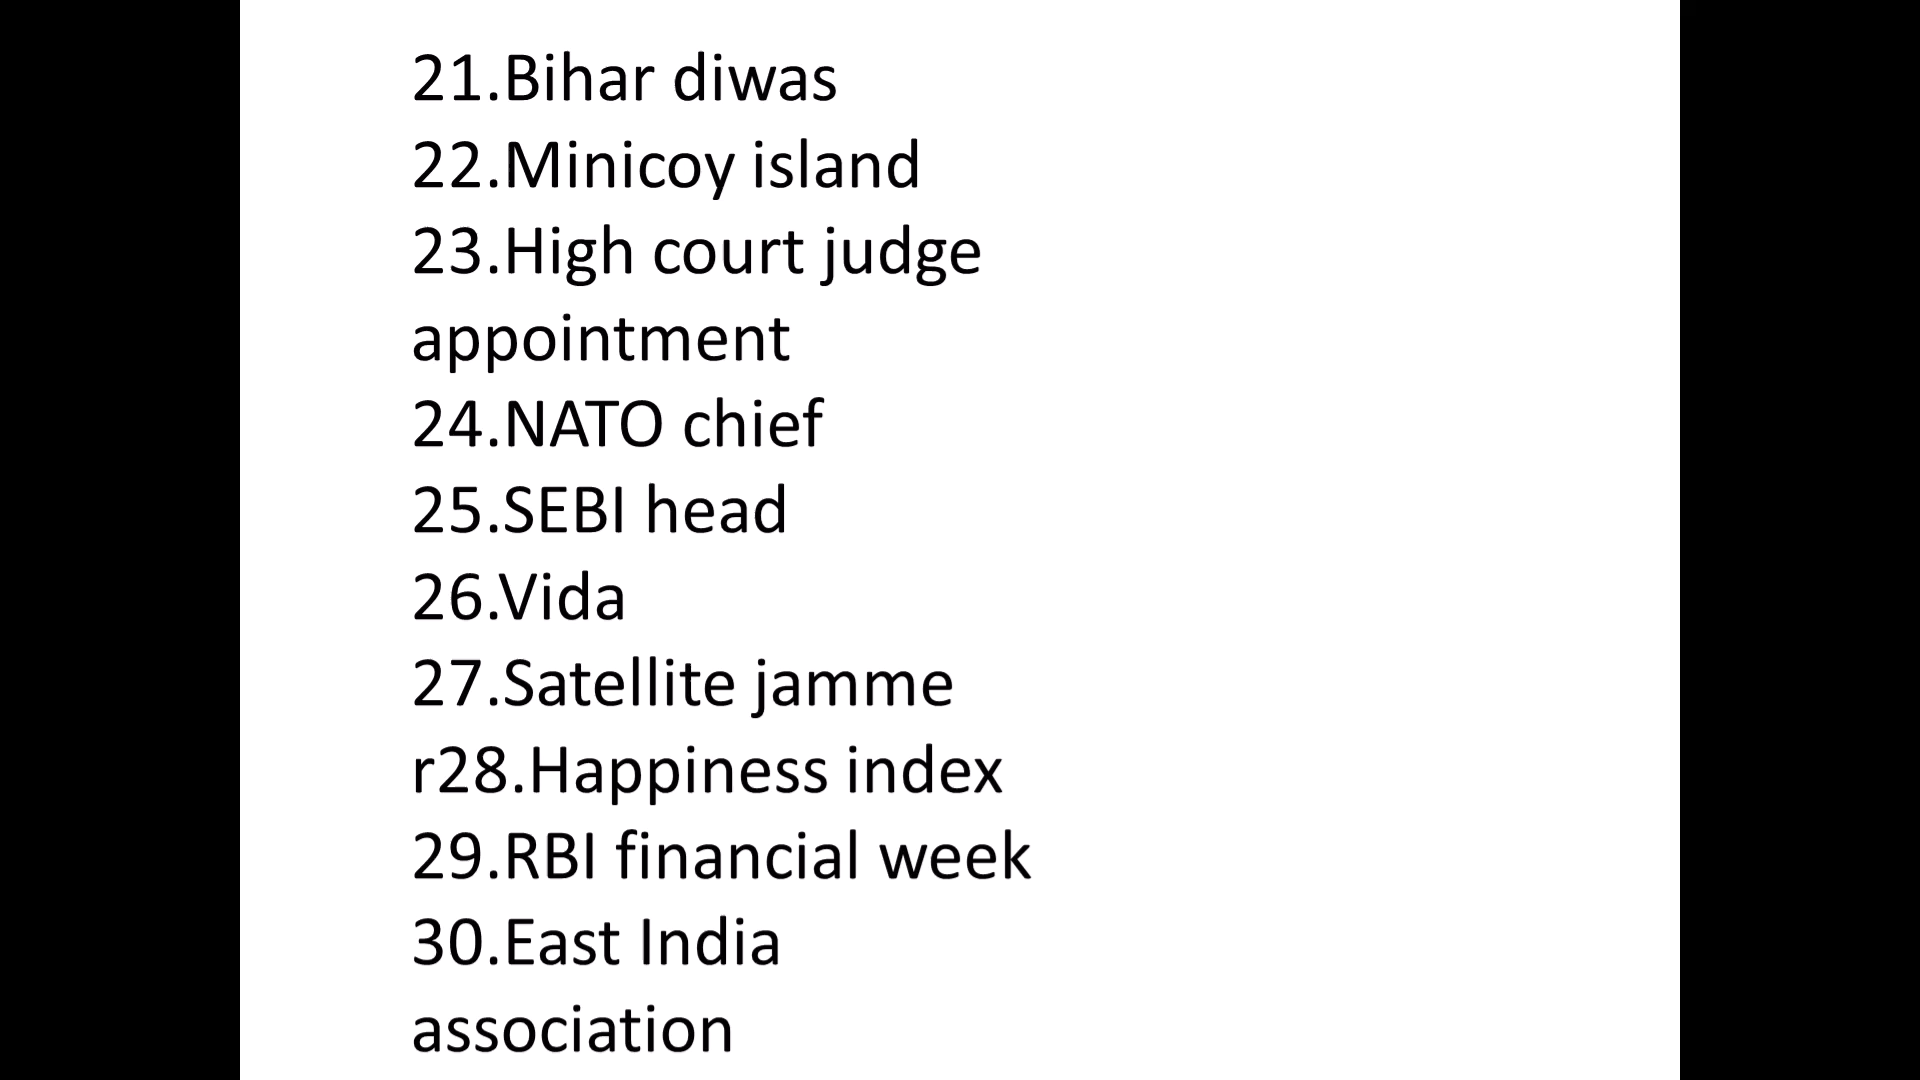 21.Bihar diwas
22.Minicoy island
23.High court judge
appointment
24.NATO chief
25.SEBI head
26.Vida
27.Satellite jamme
r28.Happiness index
29.RBI financial week
30.East India
association